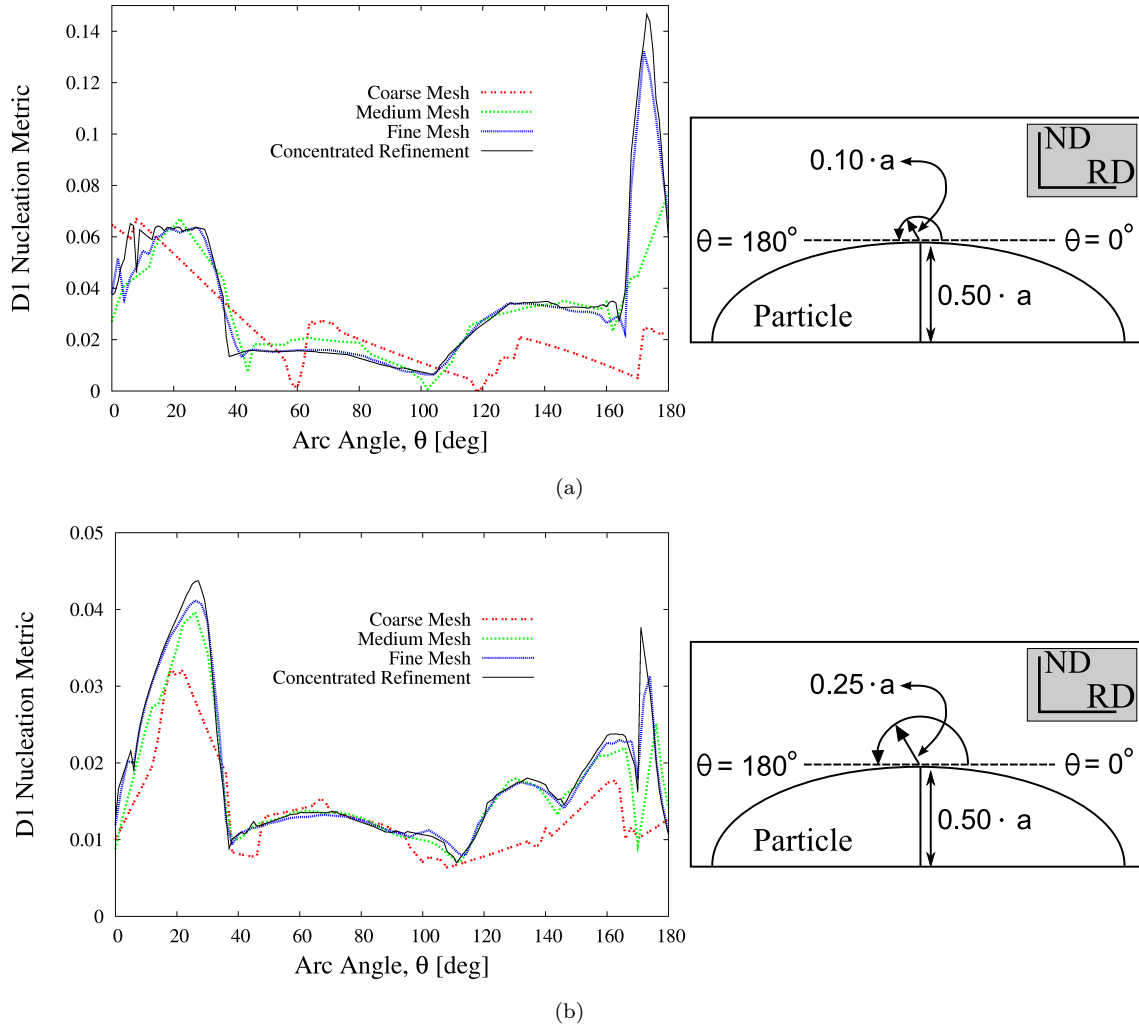 D1 Nucleation Metric
0.14
0.12
0.1
0.08
0.06
0.04
0.02
0
Coarse Mesh
Medium Mesh
Fine Mesh
Concentrated Refinement
0 20 40 60 80 100 120 140 160 180
Arc Angle, θ [deg]
ND
RD
0.10 · a
θ = 180°
θ = 0°
0.50 · a
Particle
(a)
D1 Nucleation Metric
0.05
0.04
0.03
0.02
0.01
0
Coarse Mesh
Medium Mesh
Fine Mesh
Concentrated Refinement
0 20 40 60 80 100 120 140 160 180
Arc Angle, θ [deg]
ND
RD
0.25 · a
θ = 180°
θ = 0°
0.50 · a
Particle
(b)